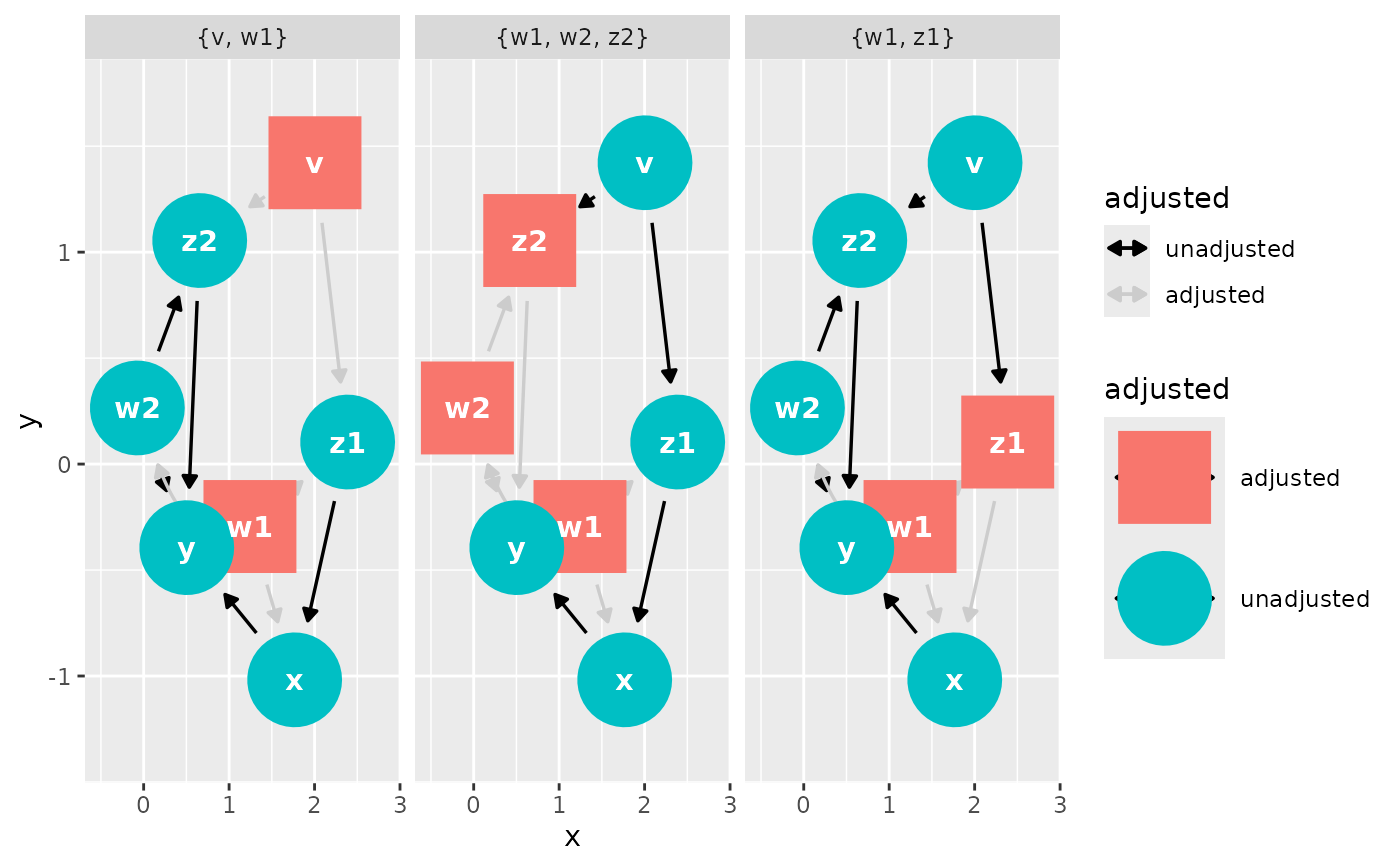 {v, w1}
{w1, w2, z2}
{w1, z1}
v
z2
w2
z1
w1
y
x
v
z2
w2
z1
w1
y
x
v
z2
w2
z1
w1
y
x
1
0
-1
y
0 1 2 3
0 1 2 3
0 1 2 3
x
adjusted
unadjusted
adjusted
adjusted
adjusted
unadjusted